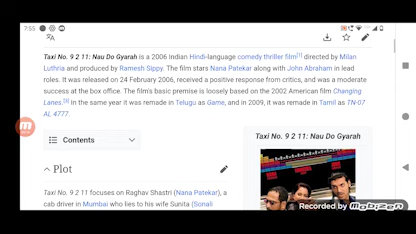 7:55
Taxi No. 9 2 11: Nau Do Gyarah is a 2006 Indian Hindi-language comedy thriller film[1] directed by Milan
Luthria and produced by Ramesh Sippy. The film stars Nana Patekar along with John Abraham in lead
roles. It was released on 24 February 2006, received a positive response from critics, and was a moderate
success at the box office. The film's basic premise is loosely based on the 2002 American film Changing
Lanes.[3] In the same year it was remade in Telugu as Game, and in 2009, it was remade in Tamil as TN-07
AL 4777.
Contents
Taxi No. 9 2 11: Nau Do Gyarah
Plot
Taxi No. 9 2 11 focuses on Raghav Shastri (Nana Patekar), a
cab driver in Mumbai who lies to his wife Sunita (Sonali
Recorded by Mobizen